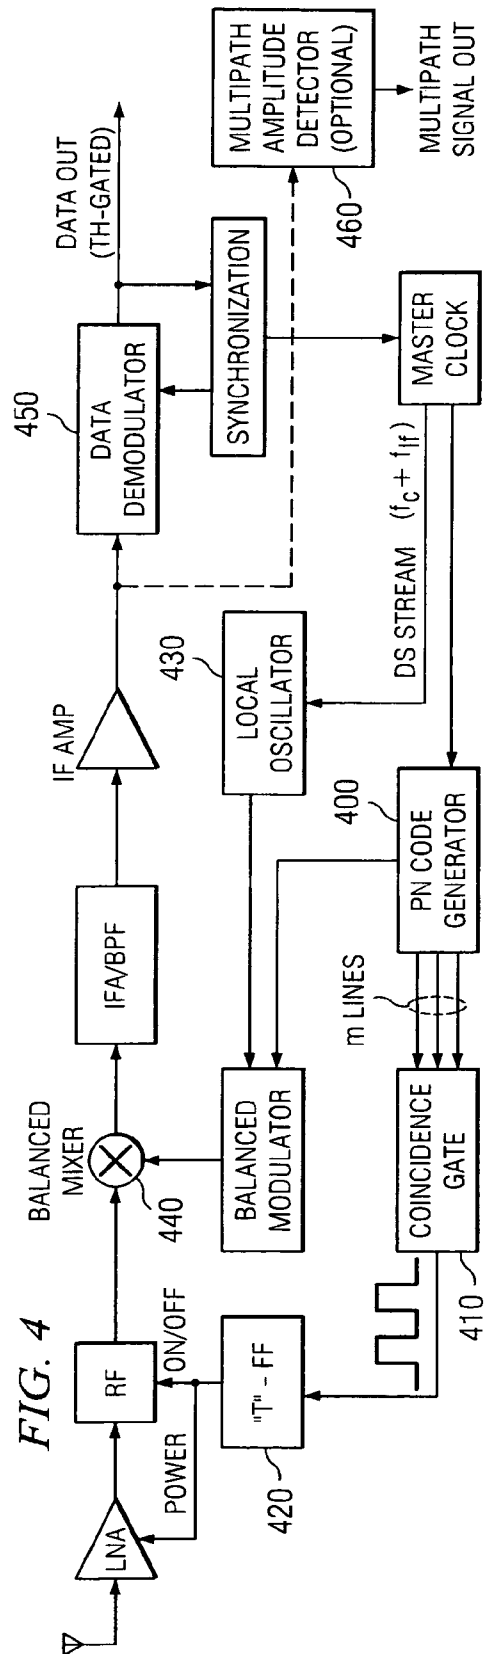 FIG. 4
LNA
POWER
RF
ON/OFF
"T" - FF
420
BALANCED
MIXER
440
IFA/BPF
IF AMP
450
DATA
DEMODULATOR
DATA OUT
(TH-GATED)
SYNCHRONIZATION
MULTIPATH
AMPLITUDE
DETECTOR
(OPTIONAL)
460
MULTIPATH
SIGNAL OUT
BALANCED
MODULATOR
LOCAL
OSCILLATOR
430
DS STREAM (fc + fIf)
MASTER
CLOCK
COINCIDENCE
GATE
410
m LINES
PN CODE
GENERATOR
400